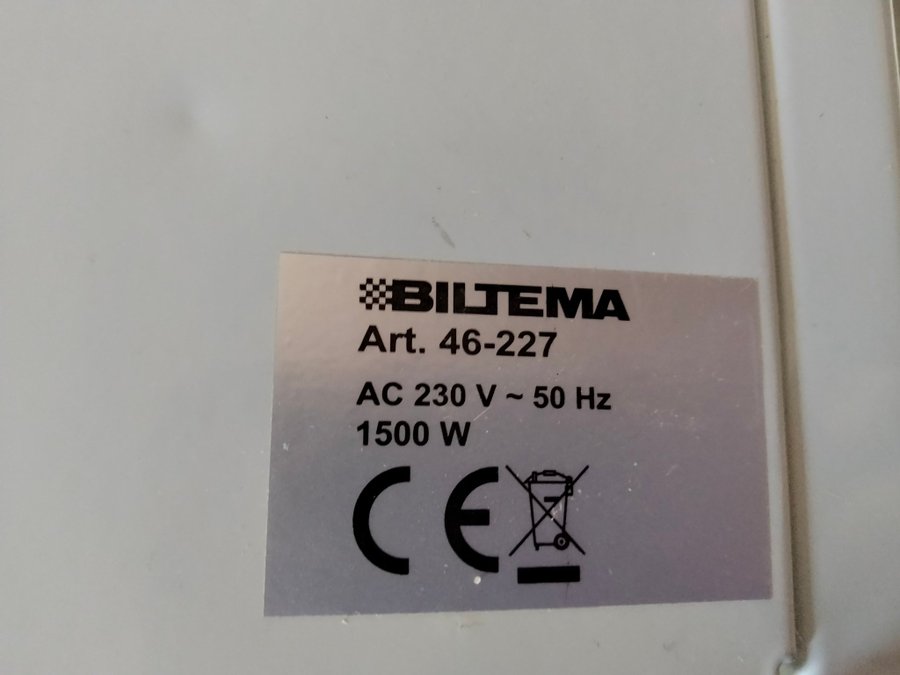 BILTEMA
Art. 46-227
AC 230 V ~ 50 Hz
1500 W
CE